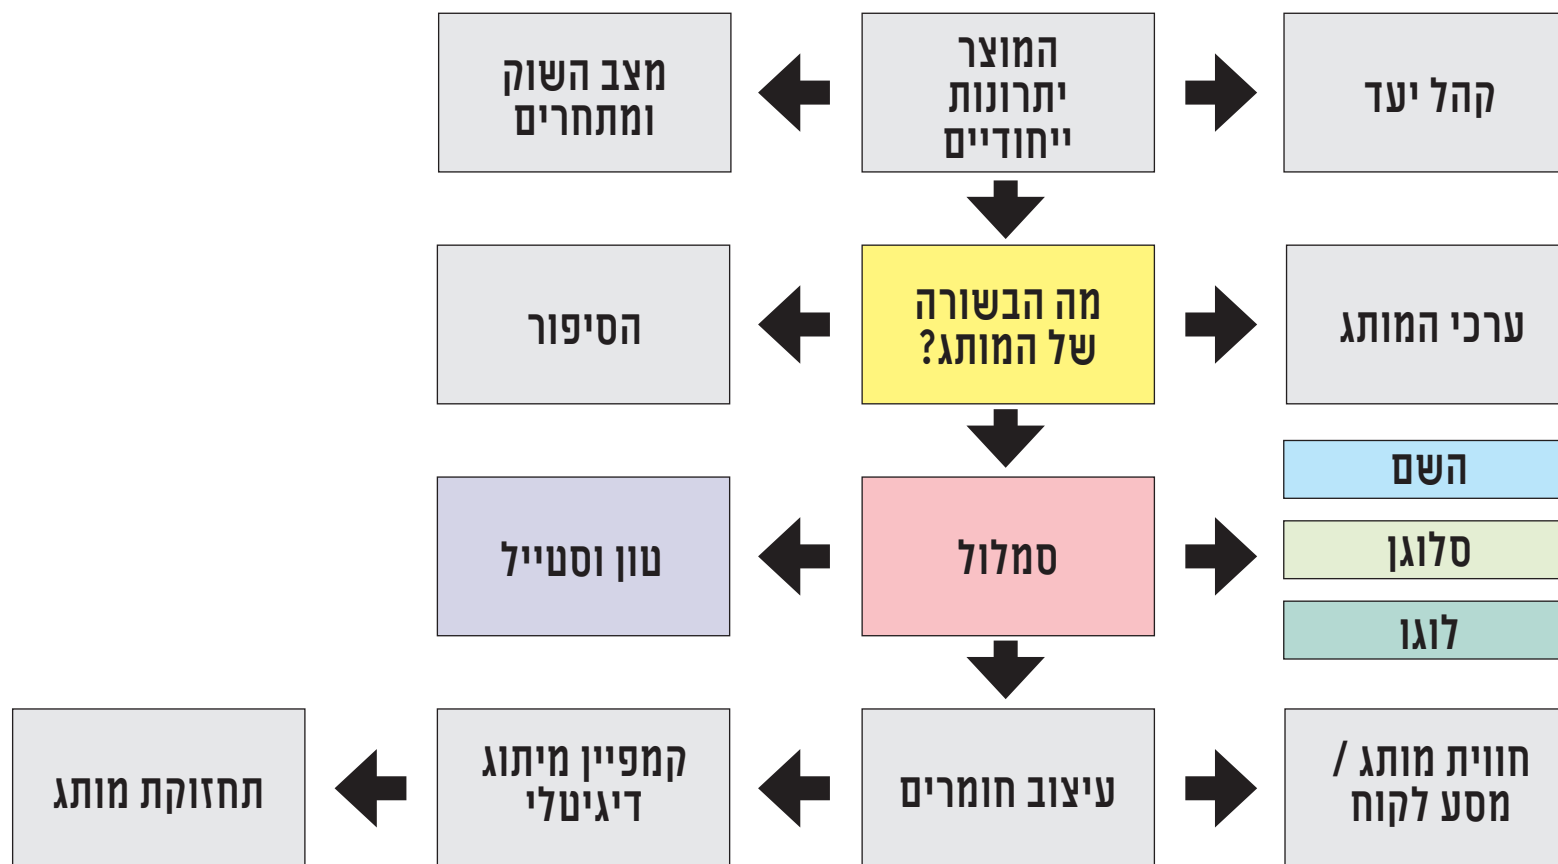 קהל יעד
המוצר
יתרונות
ייחודיים
מצב השוק
ומתחרים
ערכי המותג
מה הבשורה
של המותג?
הסיפור
השם
סלוגן
לוגו
סמלול
טון וסטייל
חווית מותג /
מסע לקוח
עיצוב חומרים
קמפיין מיתוג
דיגיטלי
תחזוקת מותג